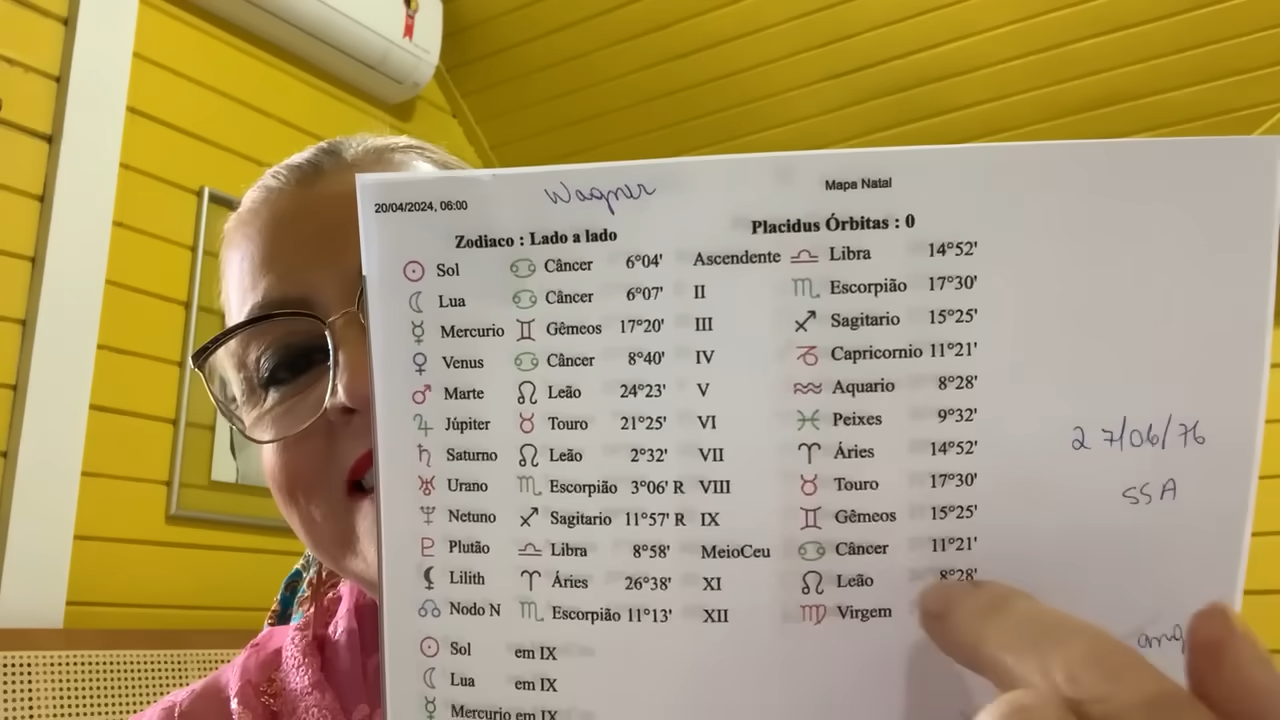 20/04/2024, 06:00 Wagner Mapa Natal
Zodiaco : Lado a lado Placidus Órbitas : 0
Sol Câncer 6°04' Ascendente Libra 14°52'
Lua Câncer 6°07' II Escorpião 17°30'
Mercurio Gêmeos 17°20' III Sagitario 15°25'
Venus Câncer 8°40' IV Capricornio 11°21'
Marte Leão 24°23' V Aquario 8°28'
Júpiter Touro 21°25' VI Peixes 9°32'
Saturno Leão 2°32' VII Áries 14°52'
Urano Escorpião 3°06' R VIII Touro 17°30'
Netuno Sagitario 11°57' R IX Gêmeos 15°25'
Plutão Libra 8°58' MeioCeu Câncer 11°21'
Lilith Áries 26°38' XI Leão 8°28'
Nodo N Escorpião 11°13' XII Virgem
Sol em IX
Lua em IX
Mercurio em IX
27/06/76
SSA